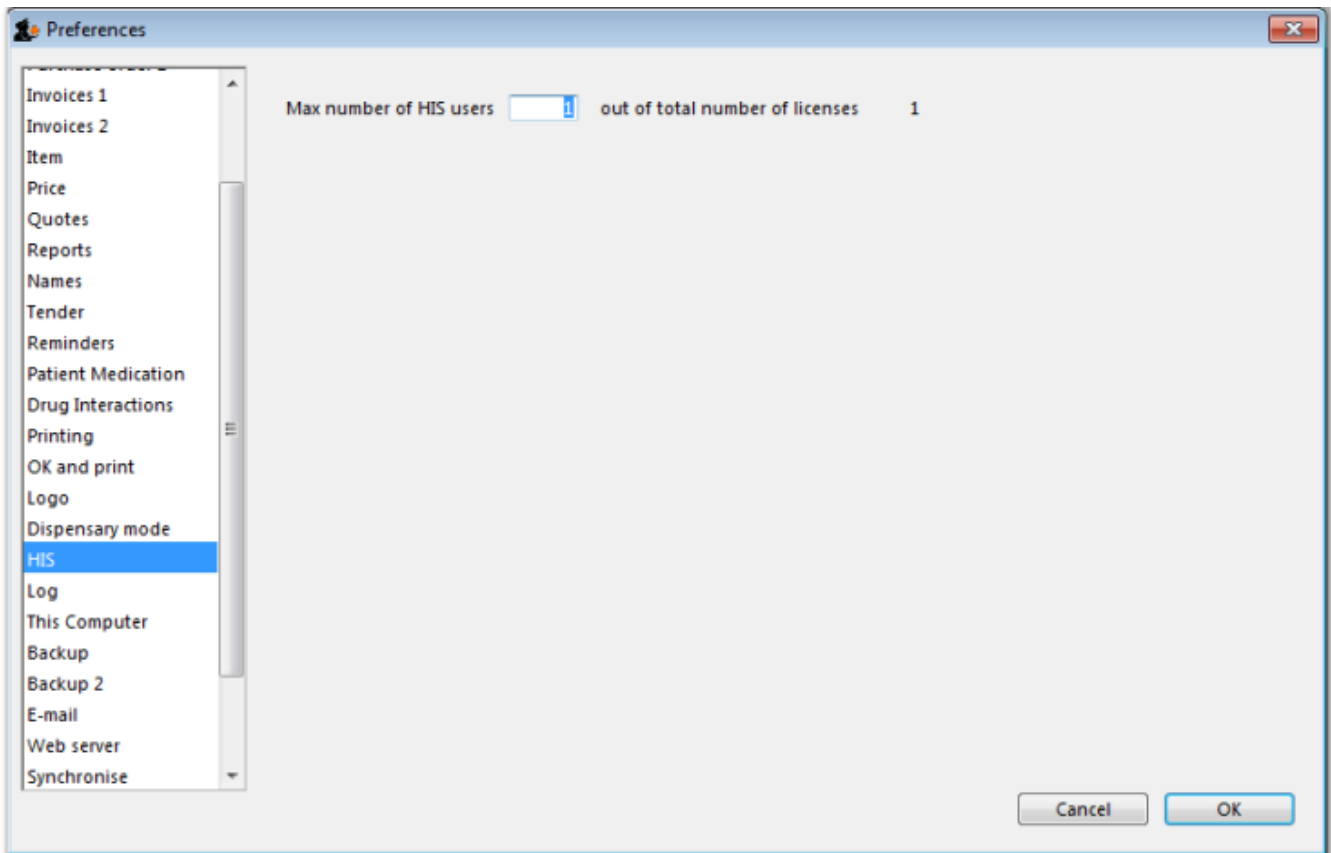 Preferences
Invoices 1
Invoices 2
Item
Price
Quotes
Reports
Names
Tender
Reminders
Patient Medication
Drug Interactions
Printing
OK and print
Logo
Dispensary mode
HIS
Log
This Computer
Backup
Backup 2
E-mail
Web server
Synchronise
Max number of HIS users 1 out of total number of licenses 1
Cancel OK